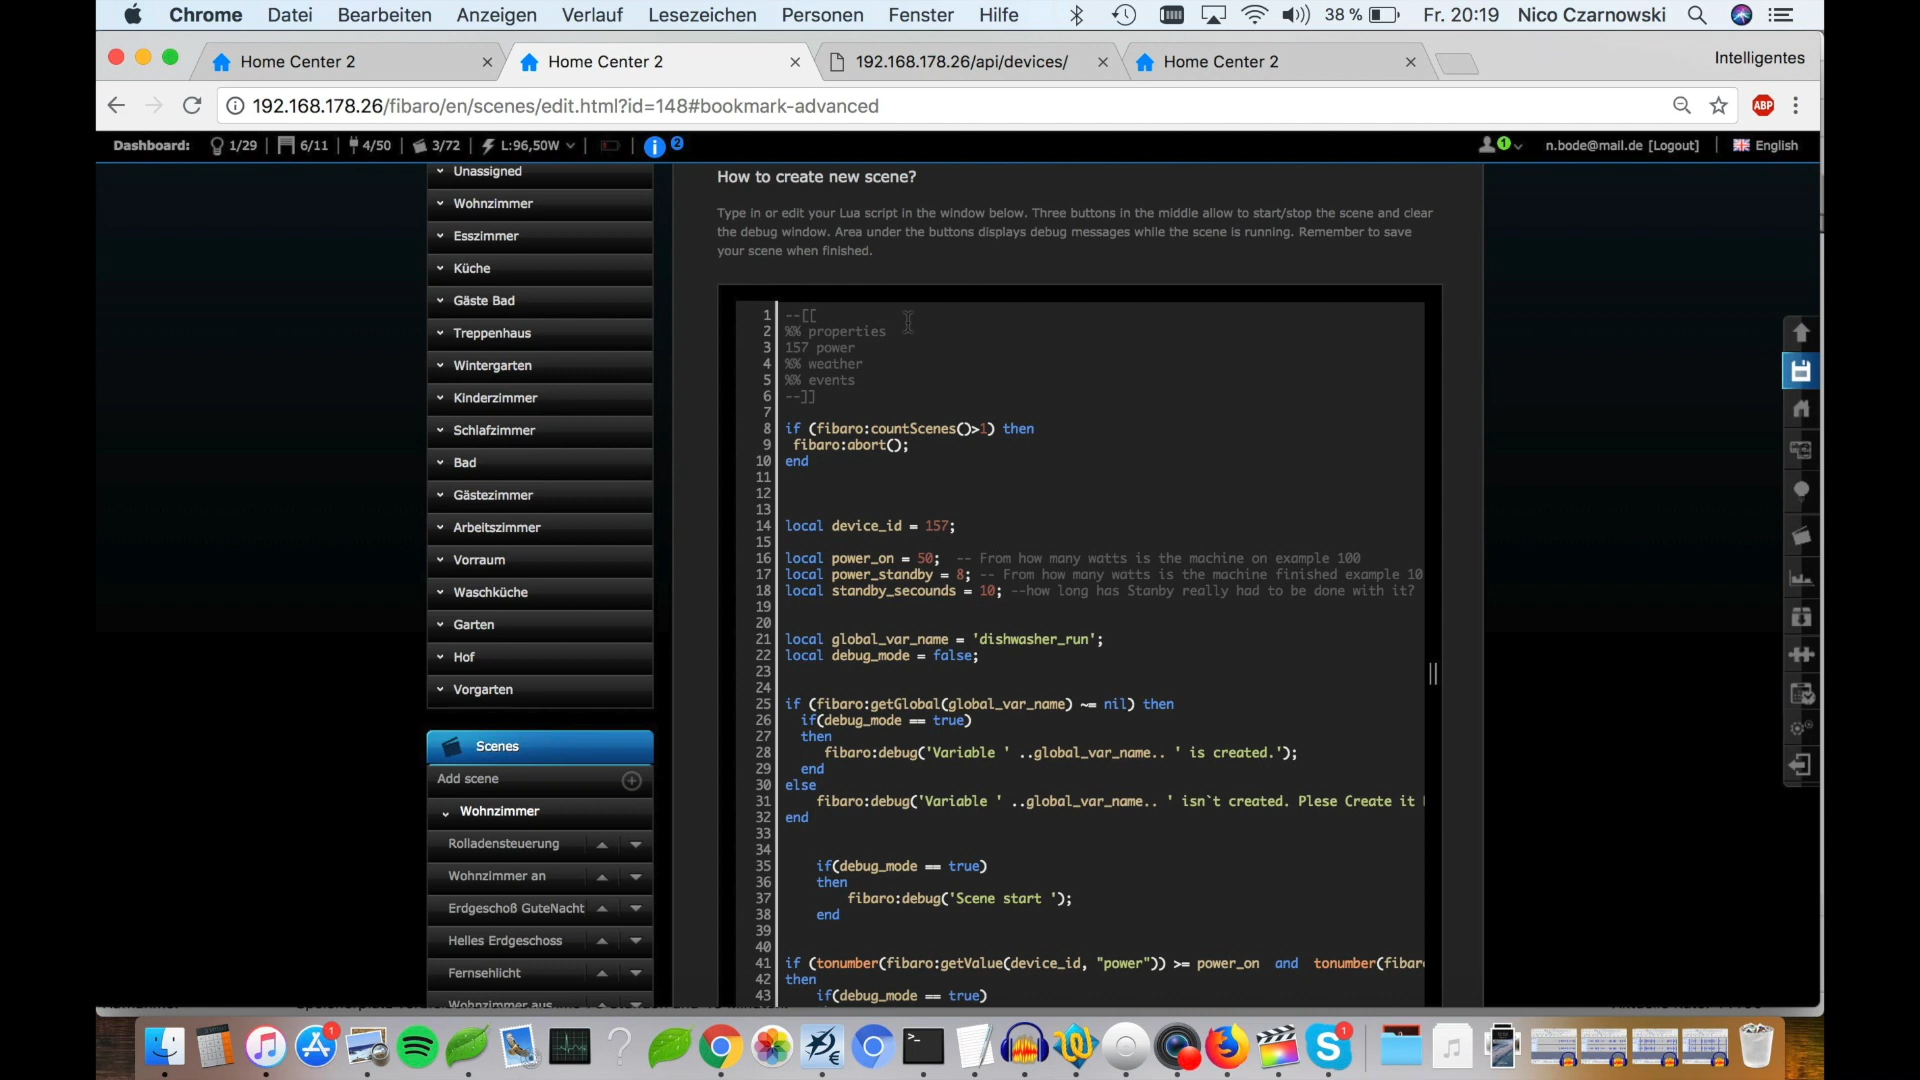 Chrome Datei Bearbeiten Anzeigen Verlauf Lesezeichen Personen Fenster Hilfe 38 % Fr. 20:19 Nico Czarnowski
Home Center 2 Home Center 2 192.168.178.26/api/devices/ Home Center 2 Intelligentes
192.168.178.26/fibaro/en/scenes/edit.html?id=148#bookmark-advanced ABP
Dashboard: 1/29 6/11 4/50 3/72 L:96,50W 2 1 n.bode@mail.de [Logout] English
Unassigned
Wohnzimmer
Esszimmer
Küche
Gäste Bad
Treppenhaus
Wintergarten
Kinderzimmer
Schlafzimmer
Bad
Gästezimmer
Arbeitszimmer
Vorraum
Waschküche
Garten
Hof
Vorgarten
Scenes
Add scene
Wohnzimmer
Rolladensteuerung
Wohnzimmer an
Erdgeschoß GuteNacht
Helles Erdgeschoss
Fernsehlicht
Wohnzimmer aus
How to create new scene?
Type in or edit your Lua script in the window below. Three buttons in the middle allow to start/stop the scene and clear
the debug window. Area under the buttons displays debug messages while the scene is running. Remember to save
your scene when finished.
1 --[[
2 %% properties
3 157 power
4 %% weather
5 %% events
6 --]]
7
8 if (fibaro:countScenes()>1) then
9 fibaro:abort();
10 end
11
12
13
14 local device_id = 157;
15
16 local power_on = 50; -- From how many watts is the machine on example 100
17 local power_standby = 8; -- From how many watts is the machine finished example 10
18 local standby_secounds = 10; --how long has Stanby really had to be done with it?
19
20
21 local global_var_name = 'dishwasher_run';
22 local debug_mode = false;
23
24
25 if (fibaro:getGlobal(global_var_name) ~= nil) then
26 if(debug_mode == true)
27 then
28 fibaro:debug('Variable ' ..global_var_name.. ' is created.');
29 end
30 else
31 fibaro:debug('Variable ' ..global_var_name.. ' isn`t created. Plese Create it
32 end
33
34
35 if(debug_mode == true)
36 then
37 fibaro:debug('Scene start ');
38 end
39
40
41 if (tonumber(fibaro:getValue(device_id, "power")) >= power_on and tonumber(fibar
42 then
43 if(debug_mode == true)
1
1